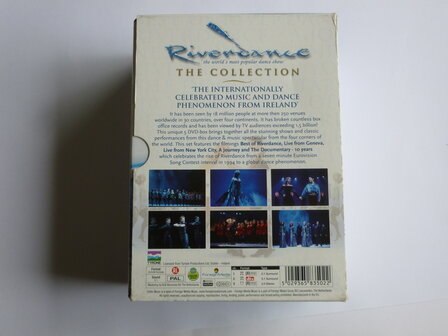 Riverdance
the world's most popular dance show
THE COLLECTION
'THE INTERNATIONALLY
CELEBRATED MUSIC AND DANCE
PHENOMENON FROM IRELAND'
It has been seen by 18 million people at more then 250 venues
worldwide in 30 countries, over four continents. It has broken countless box
office records and has been viewed by TV audiences exceeding 1,5 billion!
This unique 5 DVD-box brings together all the stunning shows and classic
performances from this dance & music spectacular from the four corners of the
world. This set features the filmings Best of Riverdance, Live from Geneva,
Live from New York City, A Journey and The Documentary - 10 years
which celebrates the rise of Riverdance from a seven minute Eurovision
Song Contest interval in 1994 to a global dance phenomenon.
PAL
5 029365 835022